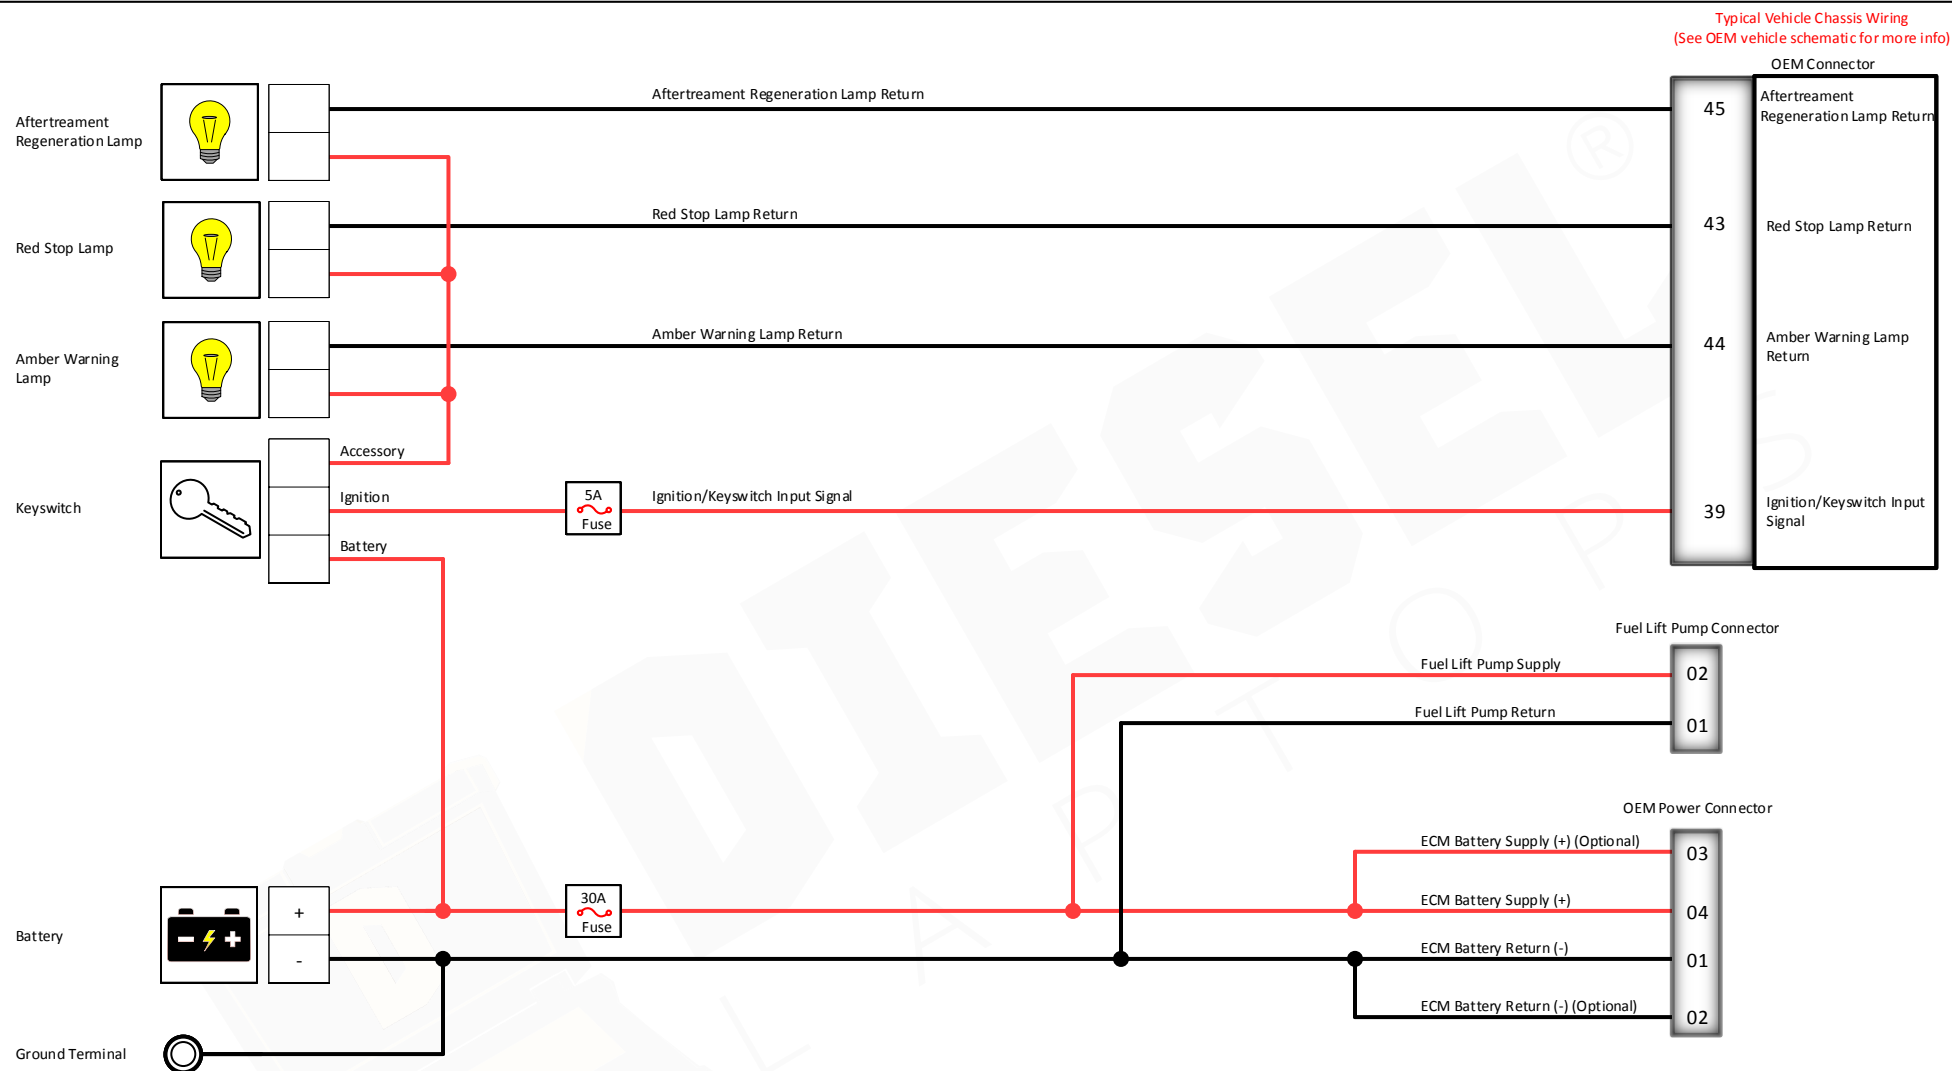 Typical Vehicle Chassis Wiring
(See OEM vehicle schematic for more info)
OEM Connector
Aftertreament
Regeneration Lamp
Aftertreament Regeneration Lamp Return
45
Aftertreament
Regeneration Lamp Return
Red Stop Lamp
Red Stop Lamp Return
43
Red Stop Lamp Return
Amber Warning
Lamp
Amber Warning Lamp Return
44
Amber Warning Lamp
Return
Keyswitch
Accessory
Ignition
Battery
5A
Fuse
Ignition/Keyswitch Input Signal
39
Ignition/Keyswitch Input
Signal
Fuel Lift Pump Connector
Fuel Lift Pump Supply
02
Fuel Lift Pump Return
01
OEM Power Connector
ECM Battery Supply (+) (Optional)
03
Battery
+
-
30A
Fuse
ECM Battery Supply (+)
04
ECM Battery Return (-)
01
ECM Battery Return (-) (Optional)
02
Ground Terminal
DIESEL ®
LAPTOPS